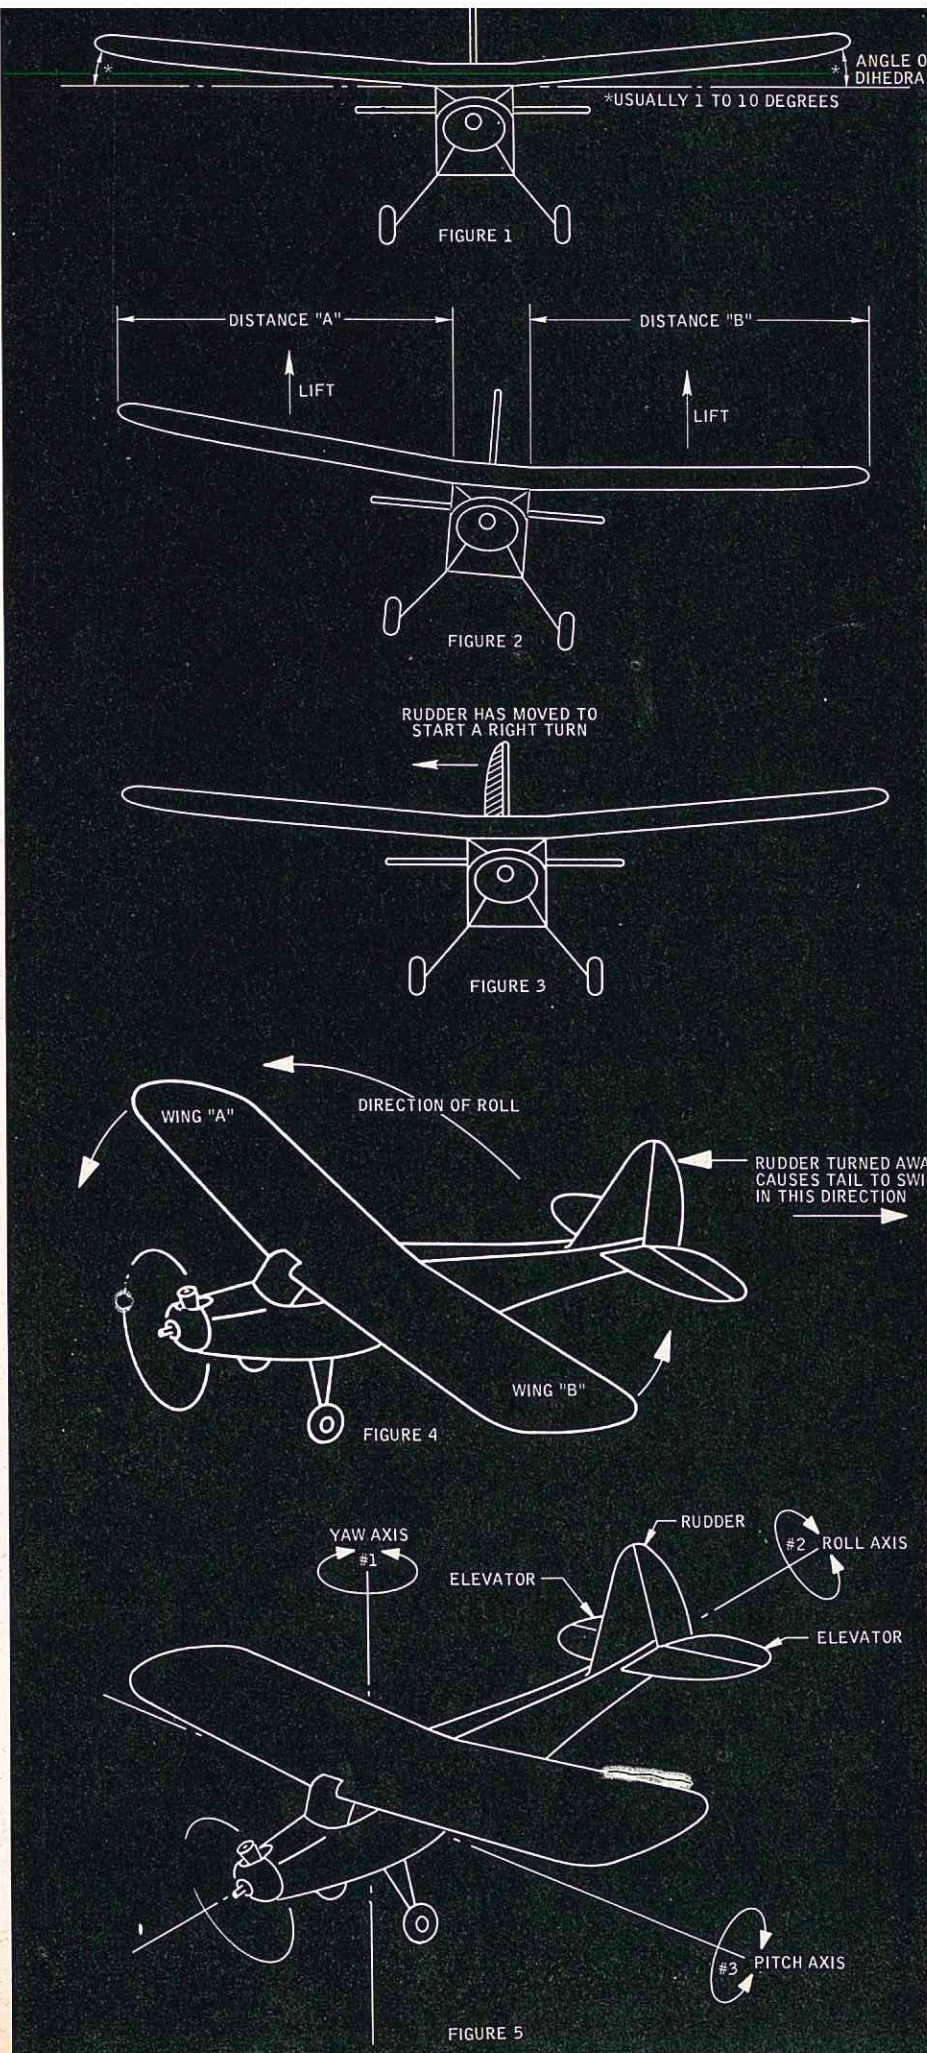 ANGLE O
DIHEDRA
*
*
*USUALLY 1 TO 10 DEGREES
FIGURE 1
DISTANCE "A"
DISTANCE "B"
LIFT
LIFT
FIGURE 2
RUDDER HAS MOVED TO
START A RIGHT TURN
FIGURE 3
WING "A"
DIRECTION OF ROLL
RUDDER TURNED AWA
CAUSES TAIL TO SWI
IN THIS DIRECTION
WING "B"
FIGURE 4
YAW AXIS
#1
RUDDER
#2 ROLL AXIS
ELEVATOR
ELEVATOR
#3 PITCH AXIS
FIGURE 5